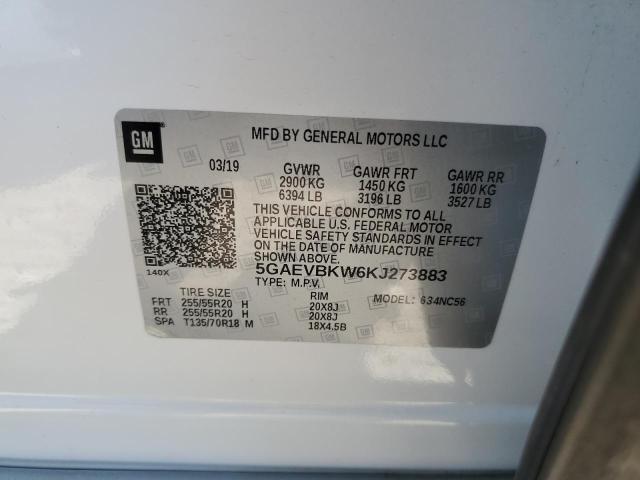 GM
MFD BY GENERAL MOTORS LLC
03/19 GVWR GAWR FRT GAWR RR
2900 KG 1450 KG 1600 KG
6394 LB 3196 LB 3527 LB
THIS VEHICLE CONFORMS TO ALL
APPLICABLE U.S. FEDERAL MOTOR
VEHICLE SAFETY STANDARDS IN EFFECT
ON THE DATE OF MANUFACTURE
SHOWN ABOVE.
140X 5GAEVBKW6KJ273883
TYPE: M.P.V. MODEL: 634NC56
TIRE SIZE RIM
FRT 255/55R20 H 20X8J
RR 255/55R20 H 20X8J
SPA T135/70R18 M 18X4.5B